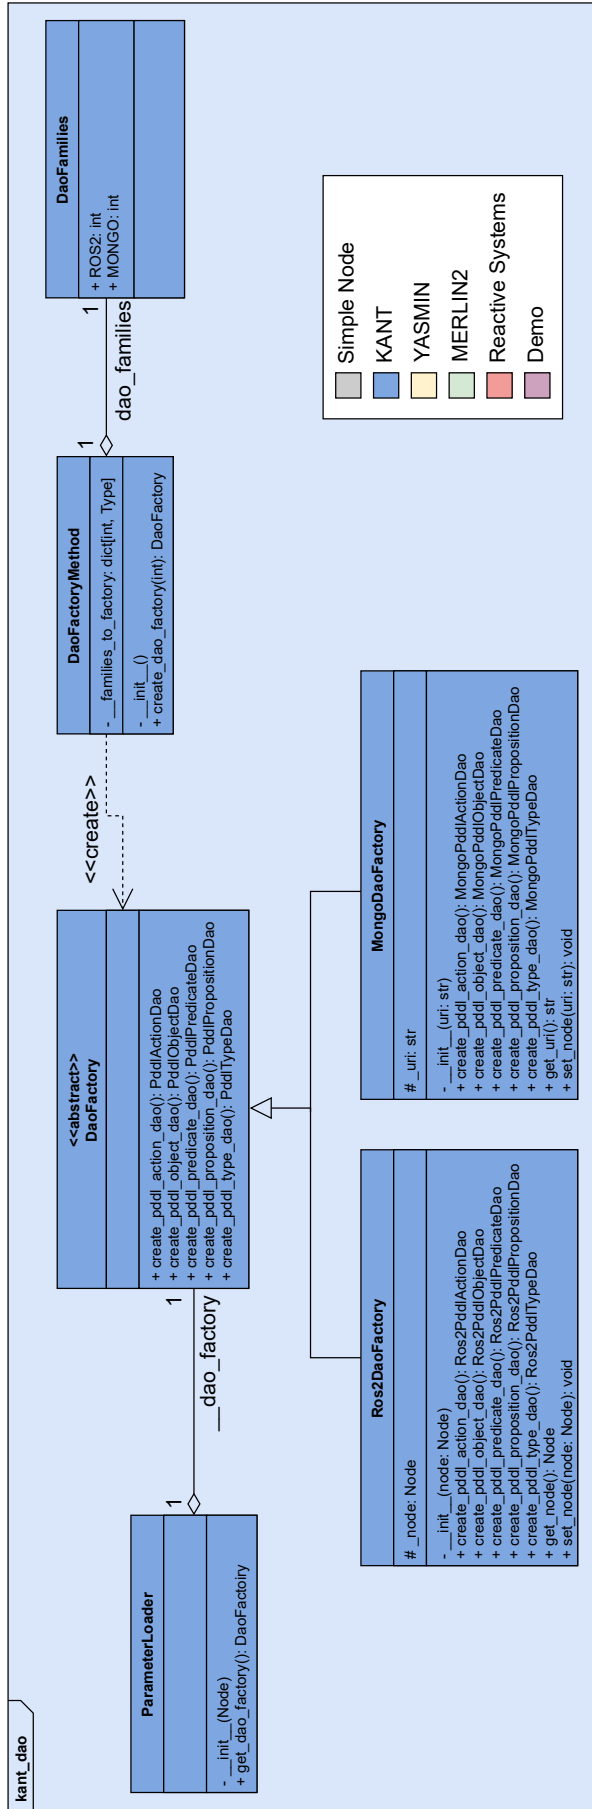 kant_dao
ParameterLoader
- __init__(Node)
+ get_dao_factory(): DaoFactoiry
1
__dao_factory
1
<<abstract>>
DaoFactory
+ create_pddl_action_dao(): PddlActionDao
+ create_pddl_object_dao(): PddlObjectDao
+ create_pddl_predicate_dao(): PddlPredicateDao
+ create_pddl_proposition_dao(): PddlPropositionDao
+ create_pddl_type_dao(): PddlTypeDao
<<create>>
DaoFactoryMethod
- __families_to_factory: dict[int, Type]
- __init__()
+ create_dao_factory(int): DaoFactory
1
dao_families
1
DaoFamilies
+ ROS2: int
+ MONGO: int
Ros2DaoFactory
# _node: Node
- __init__(node: Node)
+ create_pddl_action_dao(): Ros2PddlActionDao
+ create_pddl_object_dao(): Ros2PddlObjectDao
+ create_pddl_predicate_dao(): Ros2PddlPredicateDao
+ create_pddl_proposition_dao(): Ros2PddlPropositionDao
+ create_pddl_type_dao(): Ros2PddlTypeDao
+ get_node(): Node
+ set_node(node: Node): void
MongoDaoFactory
# _uri: str
- __init__(uri: str)
+ create_pddl_action_dao(): MongoPddlActionDao
+ create_pddl_object_dao(): MongoPddlObjectDao
+ create_pddl_predicate_dao(): MongoPddlPredicateDao
+ create_pddl_proposition_dao(): MongoPddlPropositionDao
+ create_pddl_type_dao(): MongoPddlTypeDao
+ get_uri(): str
+ set_node(uri: str): void
Simple Node
KANT
YASMIN
MERLIN2
Reactive Systems
Demo